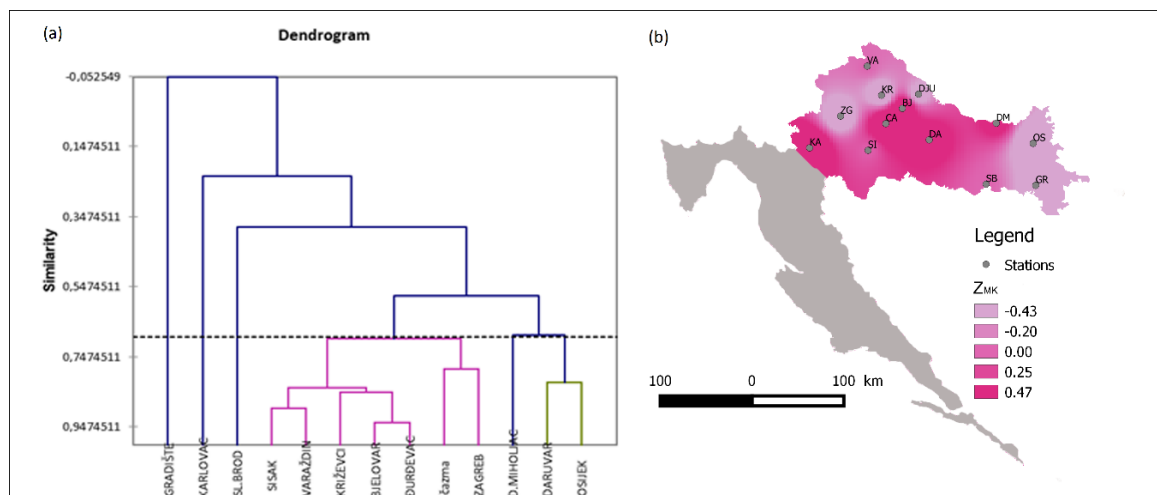 (a)
Dendrogram
Similarity
-0,052549
0,1474511
0,3474511
0,5474511
0,7474511
0,9474511
GRADIŠTE
KARLOVAC
SL.BROD
SISAK
VARAŽDIN
KRIŽEVCI
BJELOVAR
ĐURĐEVAC
čazma
ZAGREB
D.MIHOLJAC
DARUVAR
OSIJEK
(b)
VA
KR
DJU
ZG
BJ
CA
DM
KA
SI
DA
OS
SB
GR
Legend
Stations
ZMK
-0.43
-0.20
0.00
0.25
0.47
100 0 100 km